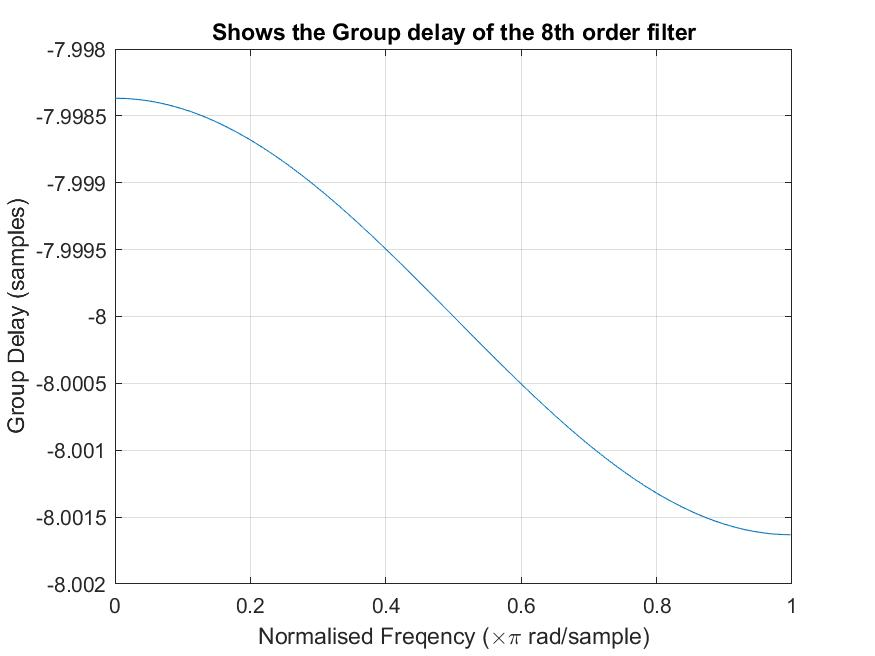 Shows the Group delay of the 8th order filter
-7.998
-7.9985
-7.999
-7.9995
-8
-8.0005
-8.001
-8.0015
-8.002
Group Delay (samples)
0 0.2 0.4 0.6 0.8 1
Normalised Freqency (×π rad/sample)